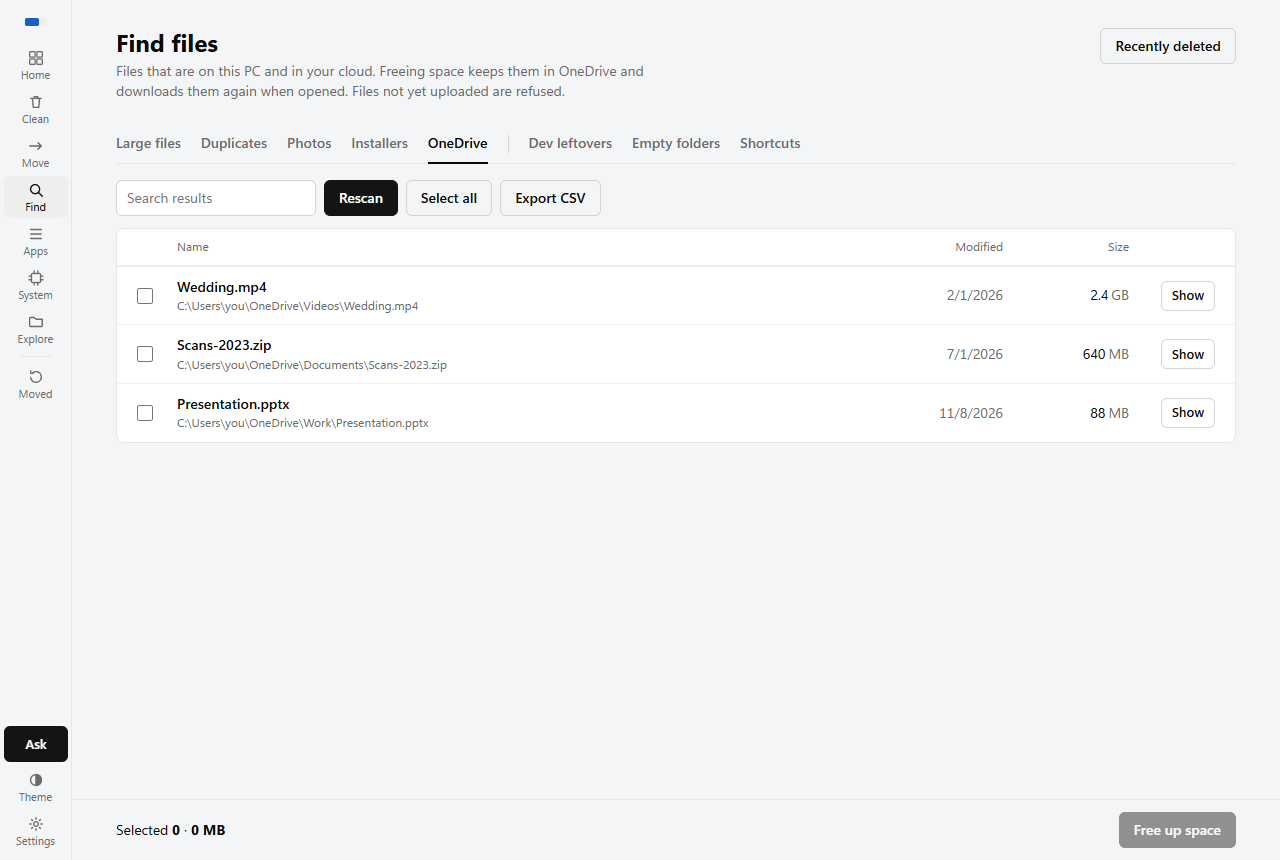 Home
Clean
Move
Find
Apps
System
Explore
Moved
Ask
Theme
Settings
Find files
Files that are on this PC and in your cloud. Freeing space keeps them in OneDrive and
downloads them again when opened. Files not yet uploaded are refused.
Recently deleted
Large files Duplicates Photos Installers OneDrive Dev leftovers Empty folders Shortcuts
Search results Rescan Select all Export CSV
Name Modified Size
Wedding.mp4
C:\Users\you\OneDrive\Videos\Wedding.mp4
2/1/2026 2.4 GB Show
Scans-2023.zip
C:\Users\you\OneDrive\Documents\Scans-2023.zip
7/1/2026 640 MB Show
Presentation.pptx
C:\Users\you\OneDrive\Work\Presentation.pptx
11/8/2026 88 MB Show
Selected 0 · 0 MB
Free up space